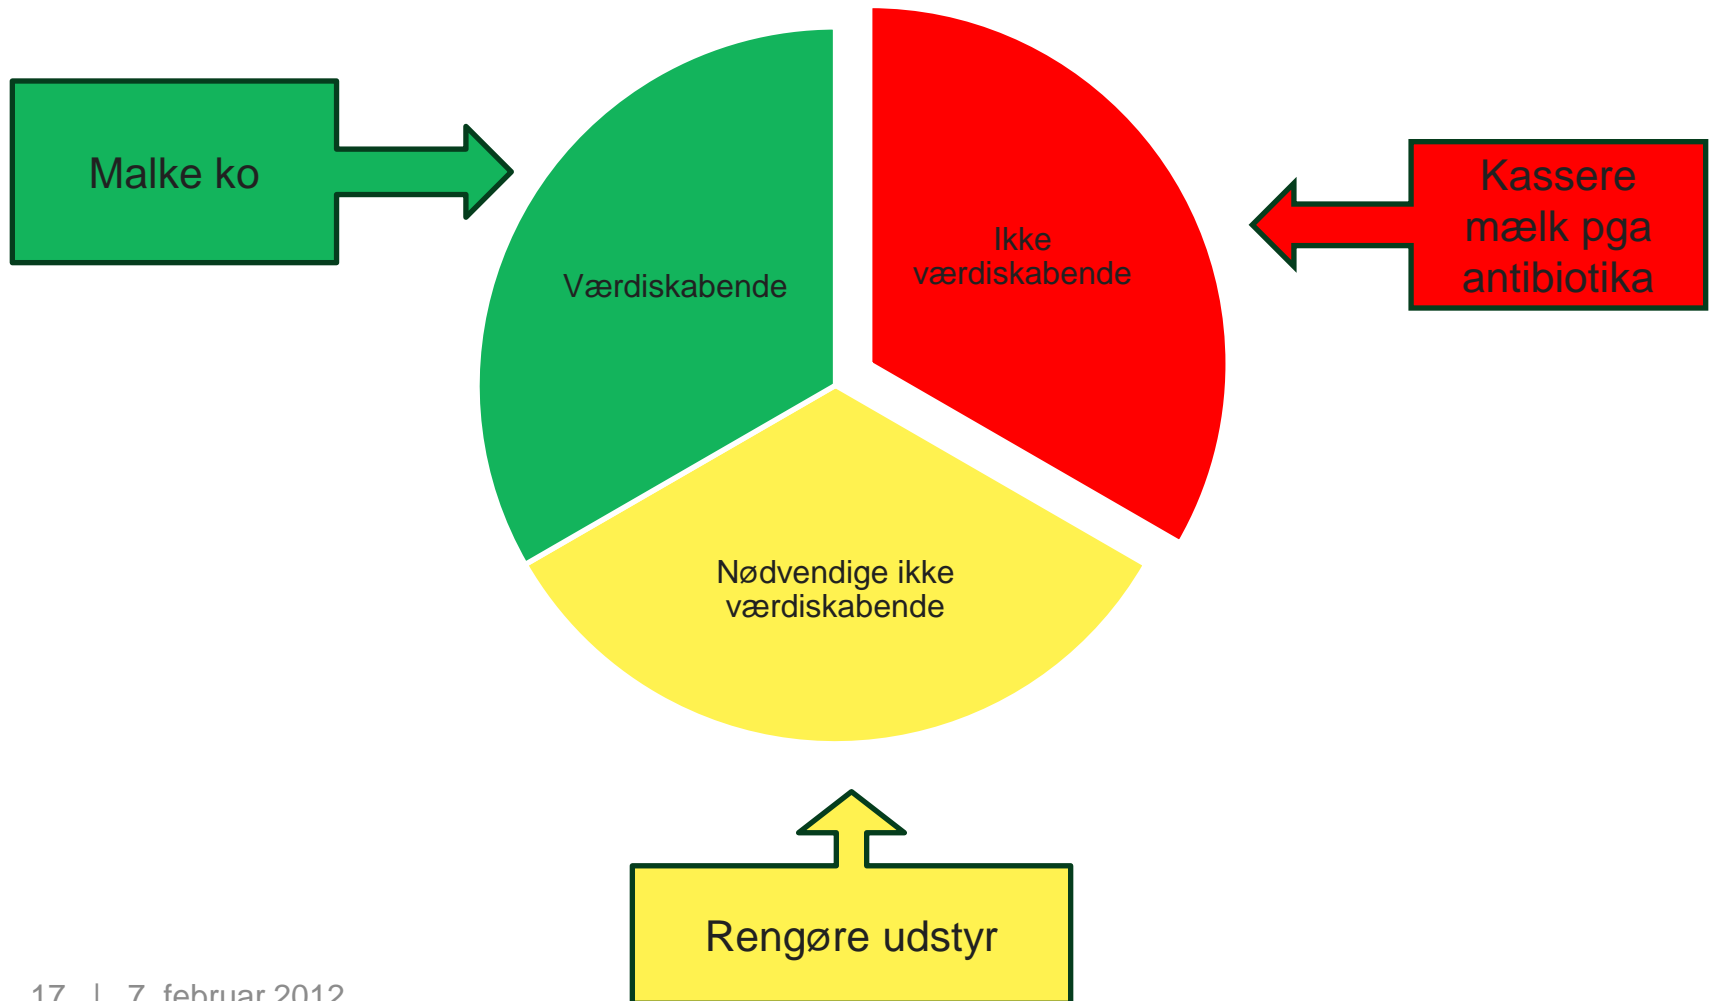 Malke ko
Kassere
mælk pga
antibiotika
Ikke
værdiskabende
Værdiskabende
Nødvendige ikke
værdiskabende
Rengøre udstyr
17 | 7. februar 2012